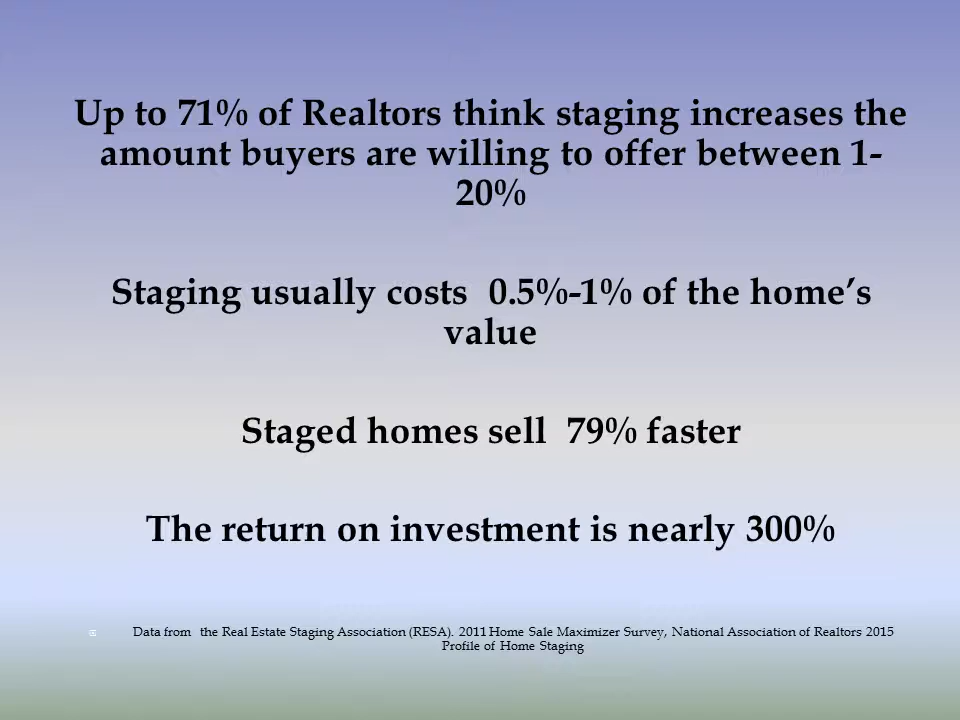 Up to 71% of Realtors think staging increases the
amount buyers are willing to offer between 1-
20%
Staging usually costs 0.5%-1% of the home’s
value
Staged homes sell 79% faster
The return on investment is nearly 300%
Data from the Real Estate Staging Association (RESA). 2011 Home Sale Maximizer Survey, National Association of Realtors 2015
Profile of Home Staging